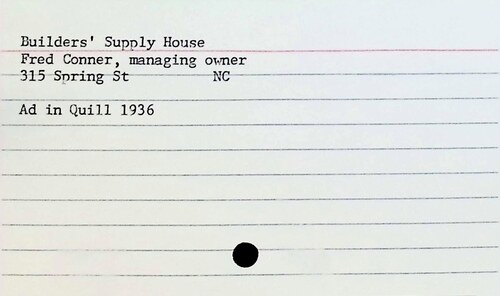 Builders' Supply House
Fred Conner, managing owner
315 Spring St NC
Ad in Quill 1936